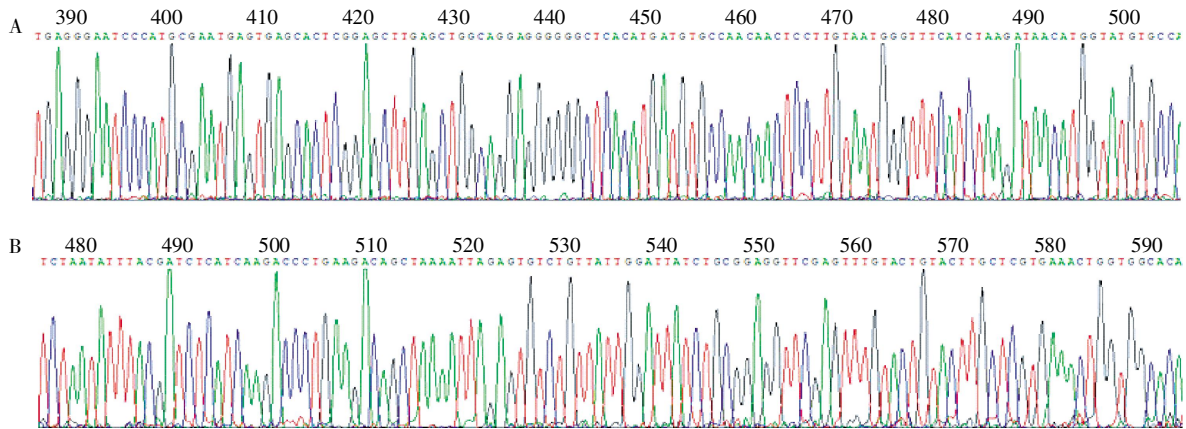 390 400 410 420 430 440 450 460 470 480 490 500
A
TGAGGGAATCCCATGCGAATGAGTGAGCACTCGGAGCTTGAGCTGGCAGGAGGGGGGCTCACATGATGTGCCAACAACTCCTTGTAATGGGTTTCATCTAAGATAACATGGTATGTGCCA
480 490 500 510 520 530 540 550 560 570 580 590
B
TCTAATATTTACGATCTCATCAAGACCCTGAAGACAGCTAAAATTAGAGTGTCTGTTATTGGATTATCTGCGGAGGTTCGAGTTTGTACTGTACTTGCTCGTGAAACTGGTGGCACA